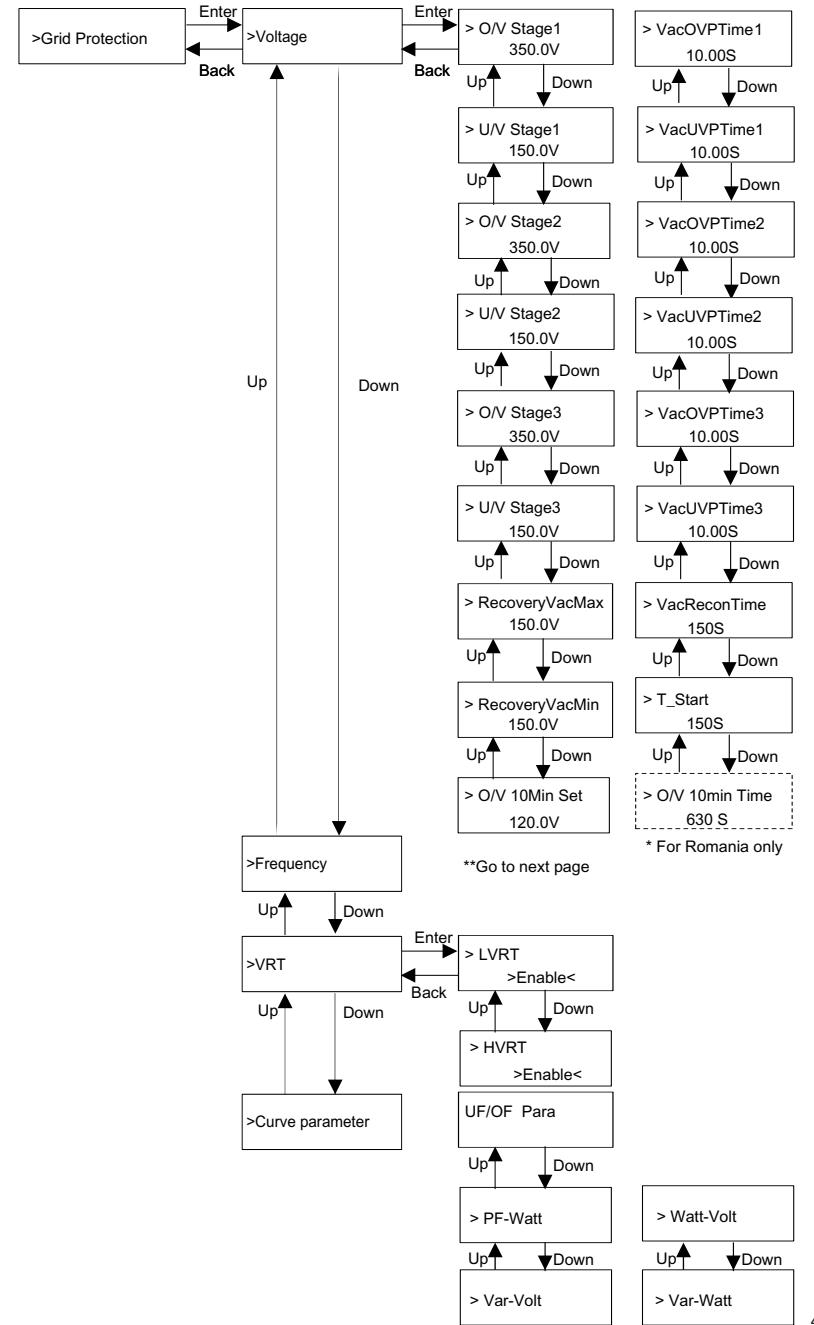 >Grid Protection
Enter
Back
>Voltage
Enter
Back
Up
Down
> O/V Stage1
350.0V
Up
Down
> U/V Stage1
150.0V
Up
Down
> O/V Stage2
350.0V
Up
Down
> U/V Stage2
150.0V
Up
Down
> O/V Stage3
350.0V
Up
Down
> U/V Stage3
150.0V
Up
Down
> RecoveryVacMax
150.0V
Up
Down
> RecoveryVacMin
150.0V
Up
Down
> O/V 10Min Set
120.0V
**Go to next page
> VacOVPTime1
10.00S
Up
Down
> VacUVPTime1
10.00S
Up
Down
> VacOVPTime2
10.00S
Up
Down
> VacUVPTime2
10.00S
Up
Down
> VacOVPTime3
10.00S
Up
Down
> VacUVPTime3
10.00S
Up
Down
> VacReconTime
150S
Up
Down
> T_Start
150S
Up
Down
> O/V 10min Time
630 S
* For Romania only
>Frequency
Up
Down
>VRT
Enter
Back
Up
Down
>Curve parameter
> LVRT
>Enable<
Up
Down
> HVRT
>Enable<
UF/OF Para
Up
Down
> PF-Watt
Up
Down
> Var-Volt
> Watt-Volt
Up
Down
> Var-Watt